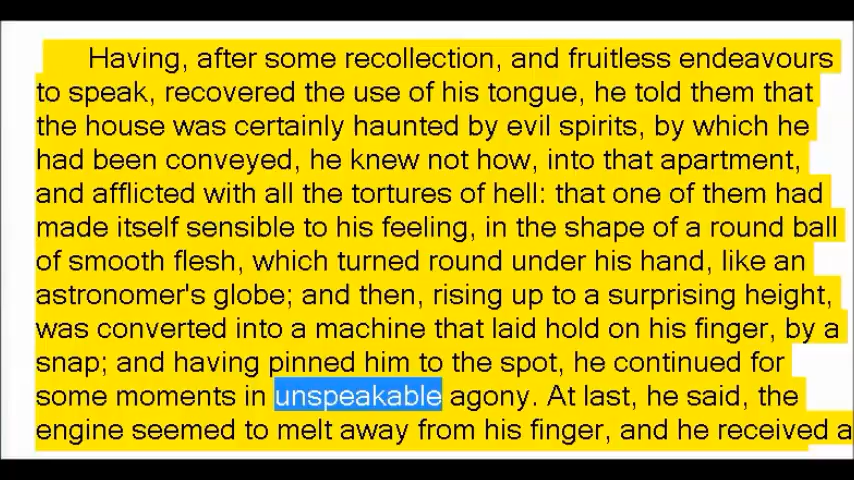 Having, after some recollection, and fruitless endeavours
to speak, recovered the use of his tongue, he told them that
the house was certainly haunted by evil spirits, by which he
had been conveyed, he knew not how, into that apartment,
and afflicted with all the tortures of hell: that one of them had
made itself sensible to his feeling, in the shape of a round ball
of smooth flesh, which turned round under his hand, like an
astronomer's globe; and then, rising up to a surprising height,
was converted into a machine that laid hold on his finger, by a
snap; and having pinned him to the spot, he continued for
some moments in unspeakable agony. At last, he said, the
engine seemed to melt away from his finger, and he received a